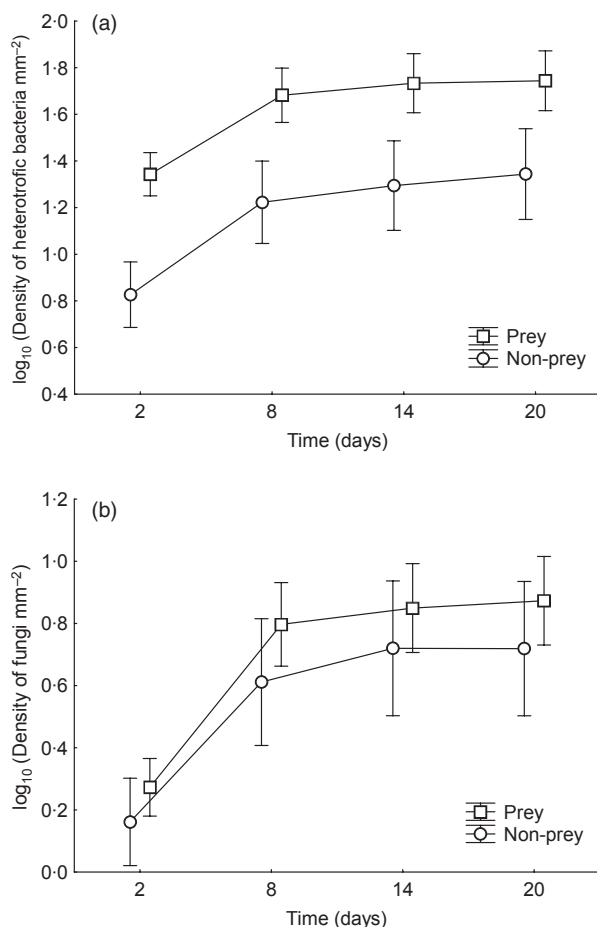 (a)
2·0
1·8
1·6
1·4
1·2
1·0
0·8
0·6
0·4
log10 (Density of heterotrofic bacteria mm–2)
Prey
Non-prey
2 8 14 20
Time (days)
(b)
1·2
1·0
0·8
0·6
0·4
0·2
0·0
log10 (Density of fungi mm–2)
Prey
Non-prey
2 8 14 20
Time (days)